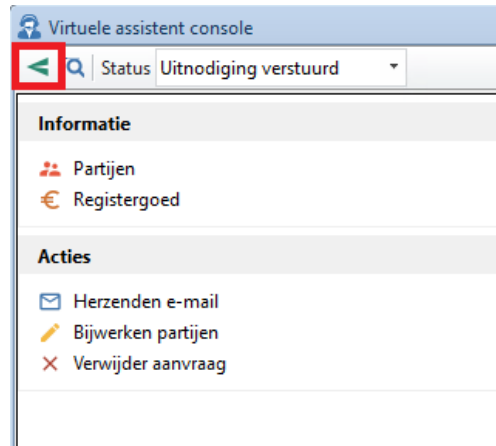 Virtuele assistent console
Status Uitnodiging verstuurd
Informatie
Partijen
Registergoed
Acties
Herzenden e-mail
Bijwerken partijen
Verwijder aanvraag